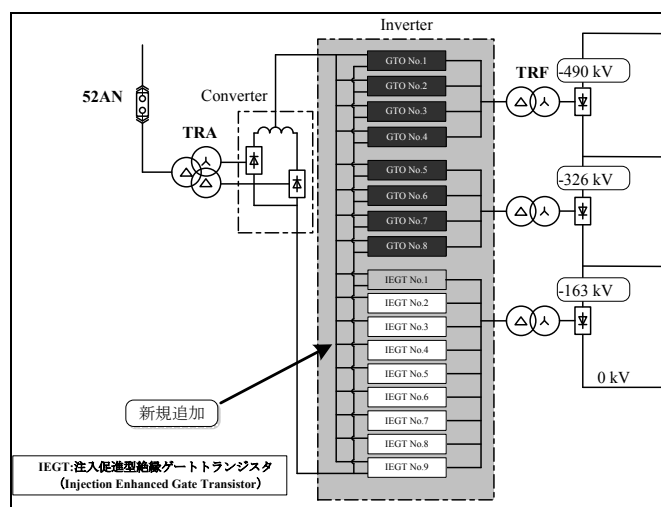 Inverter
52AN
TRA
Converter
GTO No.1
GTO No.2
GTO No.3
GTO No.4
GTO No.5
GTO No.6
GTO No.7
GTO No.8
IEGT No.1
IEGT No.2
IEGT No.3
IEGT No.4
IEGT No.5
IEGT No.6
IEGT No.7
IEGT No.8
IEGT No.9
TRF
-490 kV
-326 kV
-163 kV
0 kV
新規追加
IEGT:注入促進型絶縁ゲートトランジスタ
（Injection Enhanced Gate Transistor）